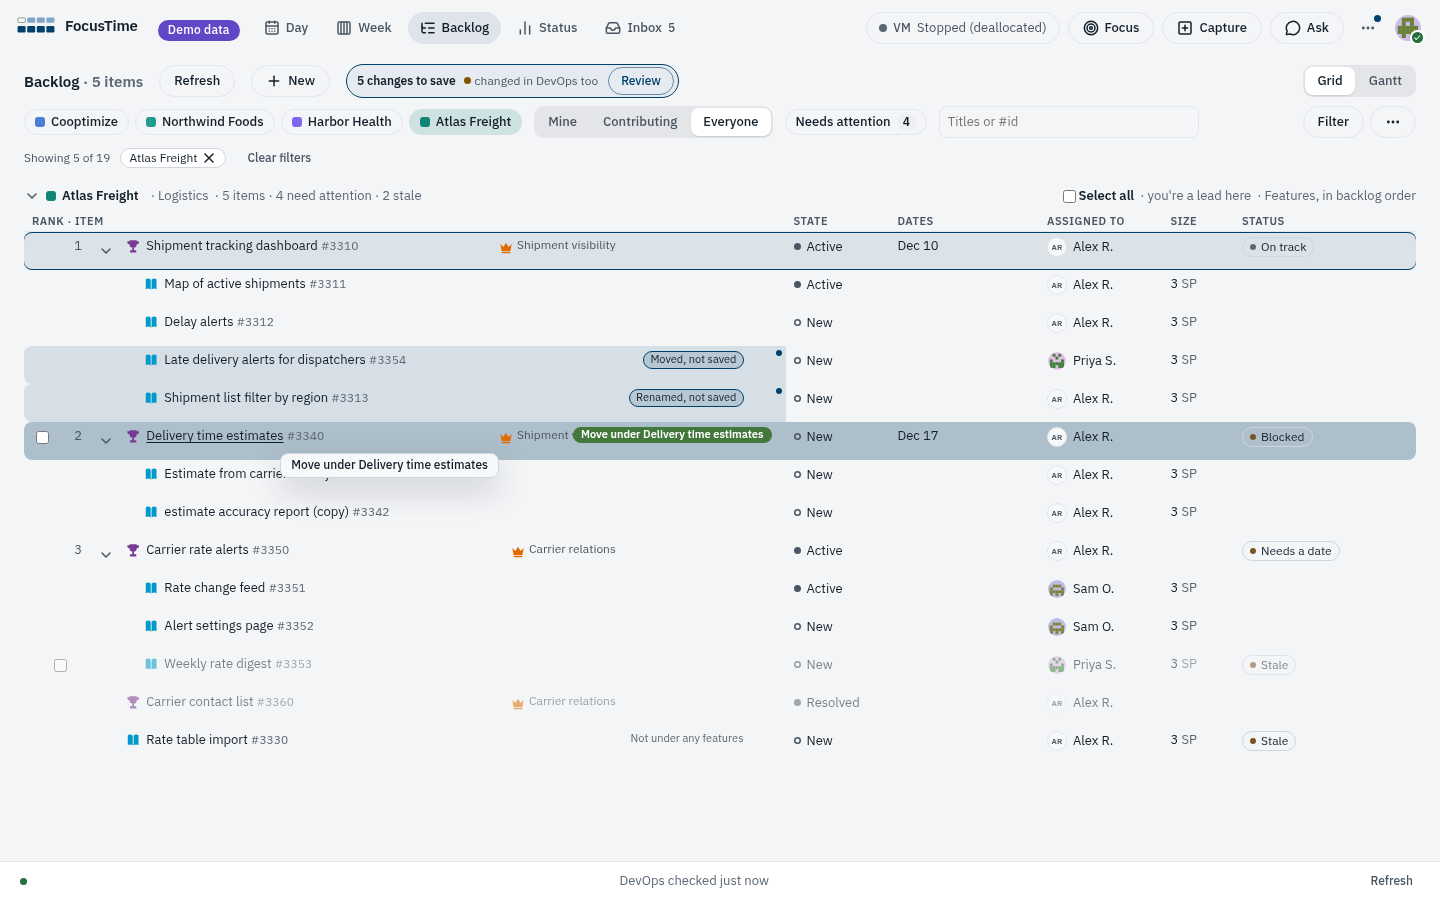 FocusTime Demo data Day Week Backlog Status Inbox 5 VM Stopped (deallocated) Focus Capture Ask
Backlog · 5 items Refresh New 5 changes to save changed in DevOps too Review Grid Gantt
Cooptimize Northwind Foods Harbor Health Atlas Freight Mine Contributing Everyone Needs attention 4 Titles or #id Filter
Showing 5 of 19 Atlas Freight Clear filters
Atlas Freight · Logistics · 5 items · 4 need attention · 2 stale Select all · you're a lead here · Features, in backlog order
RANK · ITEM STATE DATES ASSIGNED TO SIZE STATUS
1 Shipment tracking dashboard #3310 Shipment visibility Active Dec 10 AR Alex R. On track
Map of active shipments #3311 Active AR Alex R. 3 SP
Delay alerts #3312 New AR Alex R. 3 SP
Late delivery alerts for dispatchers #3354 Moved, not saved New Priya S. 3 SP
Shipment list filter by region #3313 Renamed, not saved New AR Alex R. 3 SP
2 Delivery time estimates #3340 Shipment Move under Delivery time estimates New Dec 17 AR Alex R. Blocked
Move under Delivery time estimates
Estimate from New AR Alex R. 3 SP
estimate accuracy report (copy) #3342 New AR Alex R. 3 SP
3 Carrier rate alerts #3350 Carrier relations Active AR Alex R. Needs a date
Rate change feed #3351 Active Sam O. 3 SP
Alert settings page #3352 New Sam O. 3 SP
Weekly rate digest #3353 New Priya S. 3 SP Stale
Carrier contact list #3360 Carrier relations Resolved AR Alex R.
Rate table import #3330 Not under any features New AR Alex R. 3 SP Stale
DevOps checked just now Refresh